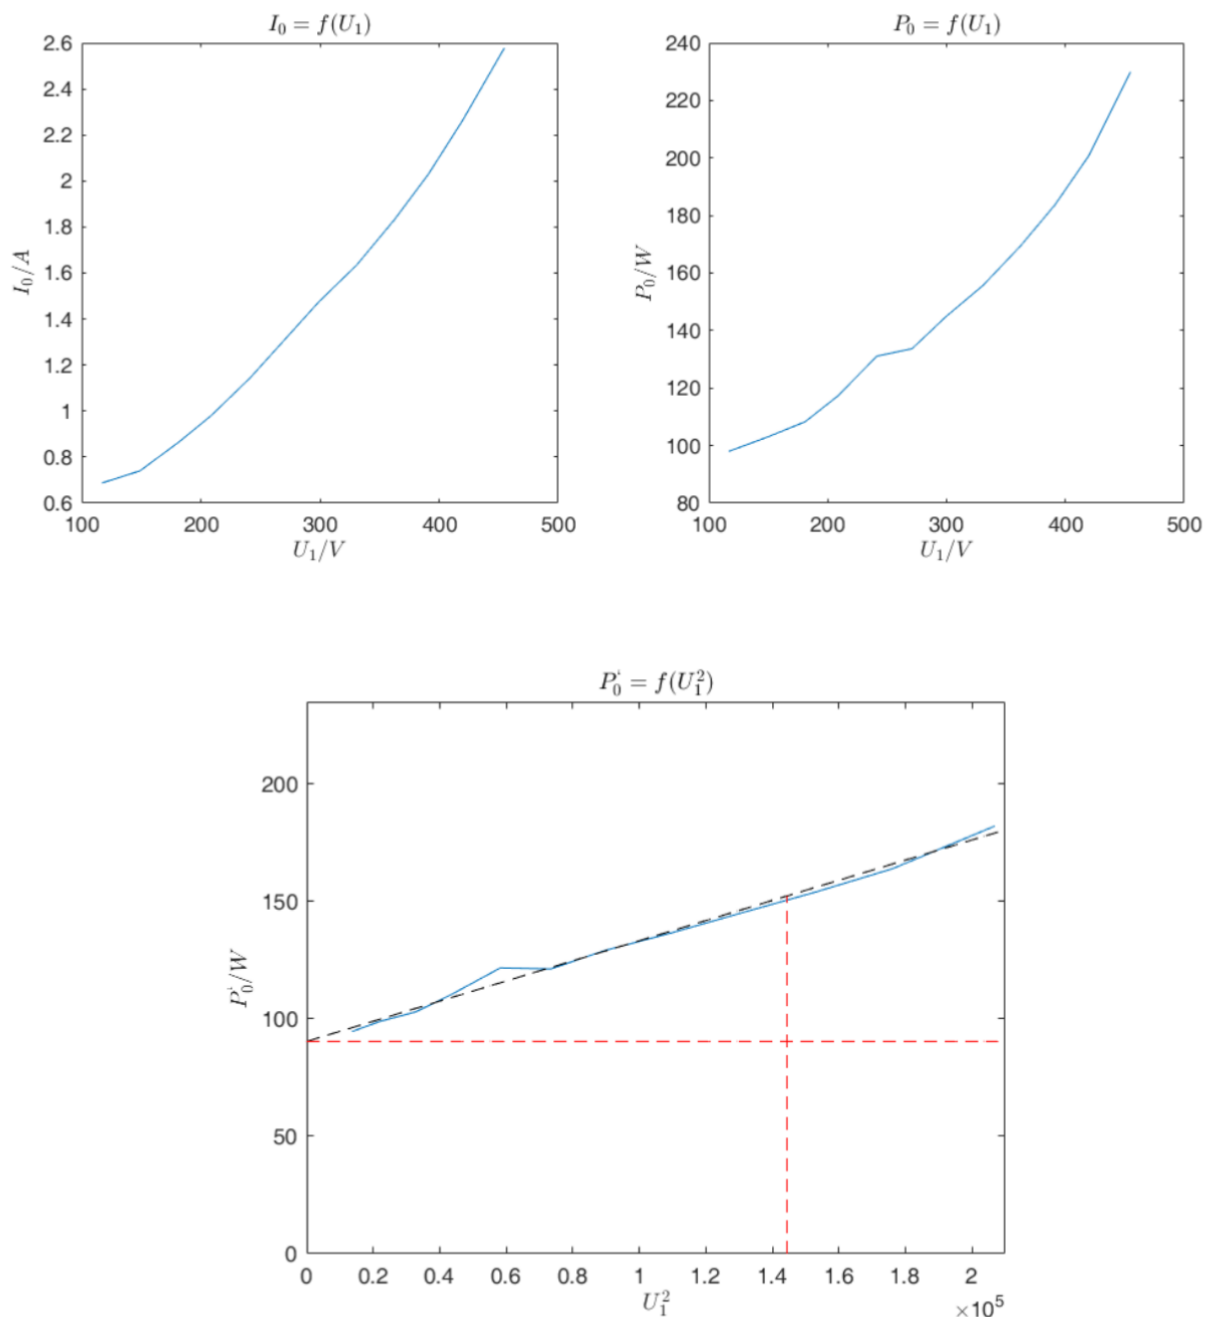 I₀ = f(U₁)
2.6
2.4
2.2
2
1.8
1.6
1.4
1.2
1
0.8
0.6
I₀/A
100 200 300 400 500
U₁/V
P₀ = f(U₁)
240
220
200
180
160
140
120
100
80
P₀/W
100 200 300 400 500
U₁/V
P₀‘ = f(U₁²)
200
150
100
50
0
P₀‘/W
0 0.2 0.4 0.6 0.8 1 1.2 1.4 1.6 1.8 2
U₁²
×10⁵